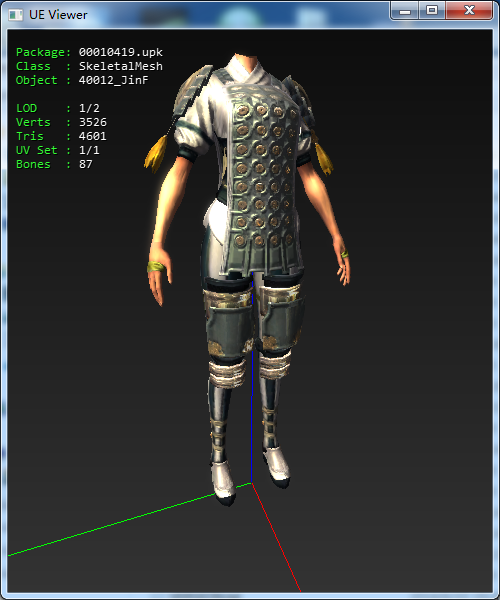 UE Viewer
Package: 00010419.upk
Class : SkeletalMesh
Object : 40012_JinF
LOD : 1/2
Verts : 3526
Tris : 4601
UV Set : 1/1
Bones : 87